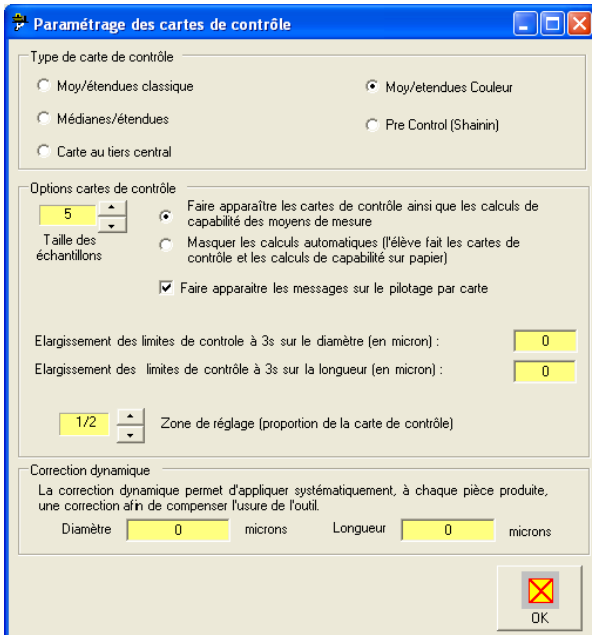 Paramétrage des cartes de contrôle
Type de carte de contrôle
Moy/étendues classique
Moy/etendues Couleur
Médianes/étendues
Pre Control (Shainin)
Carte au tiers central
Options cartes de contrôle
5
Taille des
échantillons
Faire apparaître les cartes de contrôle ainsi que les calculs de
capabilité des moyens de mesure
Masquer les calculs automatiques (l'élève fait les cartes de
contrôle et les calculs de capabilité sur papier)
Faire apparaitre les messages sur le pilotage par carte
Elargissement des limites de controle à 3s sur le diamètre (en micron) : 0
Elargissement des limites de contrôle à 3s sur la longueur (en micron) : 0
1/2 Zone de réglage (proportion de la carte de contrôle)
Correction dynamique
La correction dynamique permet d'appliquer systématiquement, à chaque pièce produite,
une correction afin de compenser l'usure de l'outil.
Diamètre 0 microns Longueur 0 microns
OK